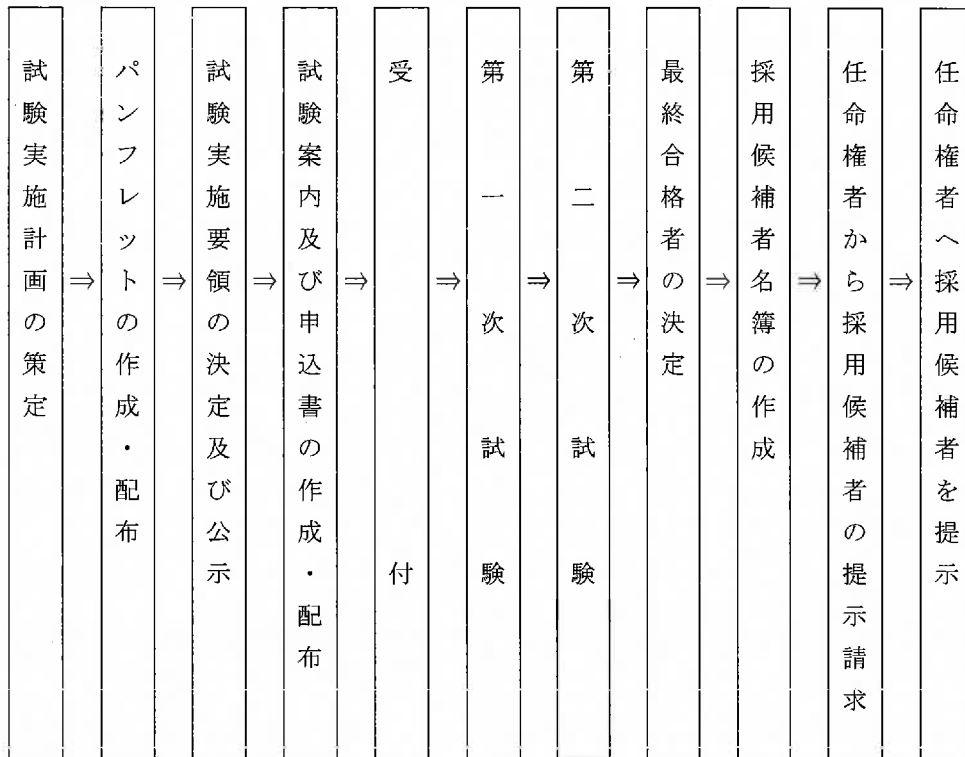 試験実施計画の策定
⇒
パンフレットの作成・配布
⇒
試験実施要領の決定及び公示
⇒
試験案内及び申込書の作成・配布
⇒
受付
⇒
第一次試験
⇒
第二次試験
⇒
最終合格者の決定
⇒
採用候補者名簿の作成
⇒
任命権者から採用候補者の提示請求
⇒
任命権者へ採用候補者を提示